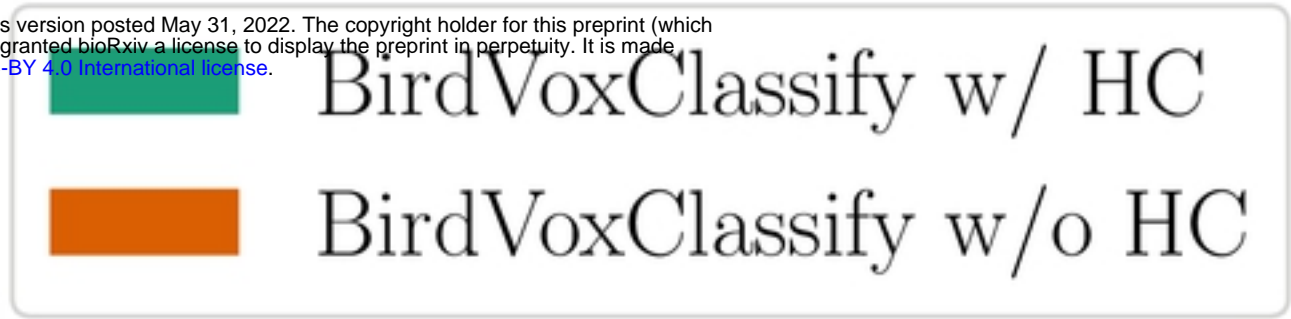 s version posted May 31, 2022. The copyright holder for this preprint (which
granted bioRxiv a license to display the preprint in perpetuity. It is made
-BY 4.0 International license.
BirdVoxClassify w/ HC
BirdVoxClassify w/o HC